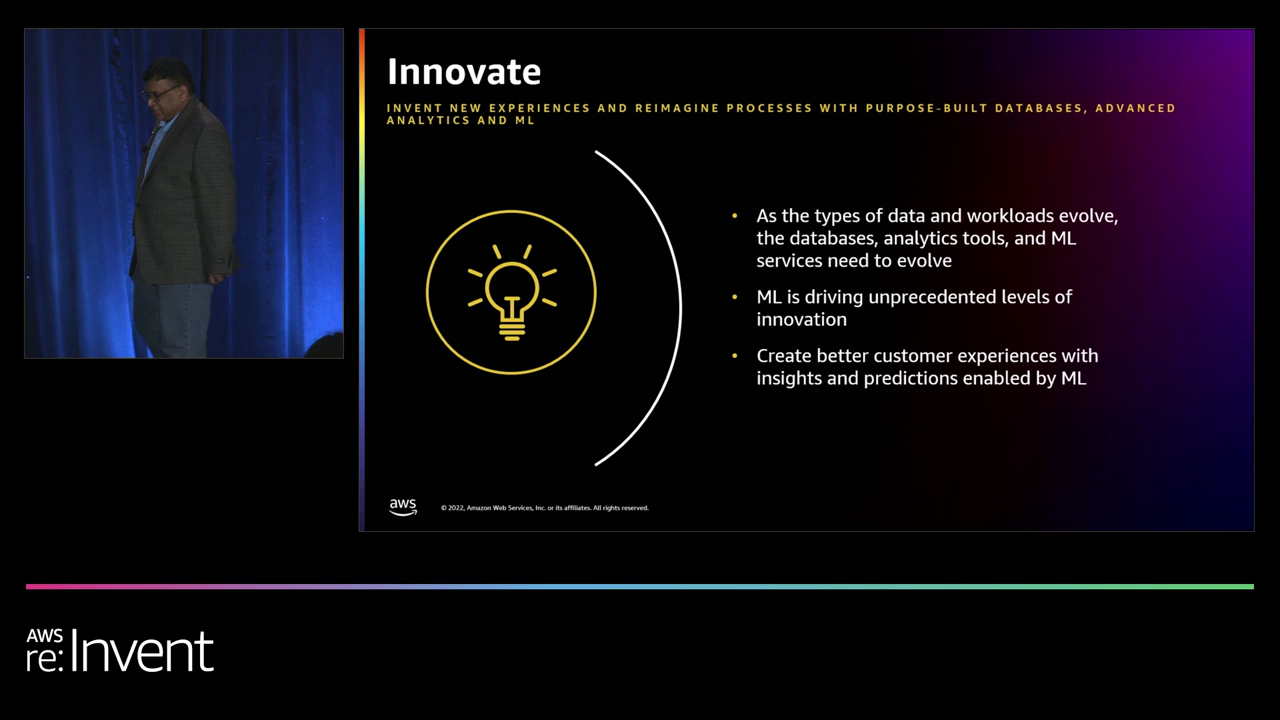 Innovate
INVENT NEW EXPERIENCES AND REIMAGINE PROCESSES WITH PURPOSE-BUILT DATABASES, ADVANCED
ANALYTICS AND ML
• As the types of data and workloads evolve,
the databases, analytics tools, and ML
services need to evolve
• ML is driving unprecedented levels of
innovation
• Create better customer experiences with
insights and predictions enabled by ML
aws
© 2022, Amazon Web Services, Inc. or its affiliates. All rights reserved.
AWS
re:Invent